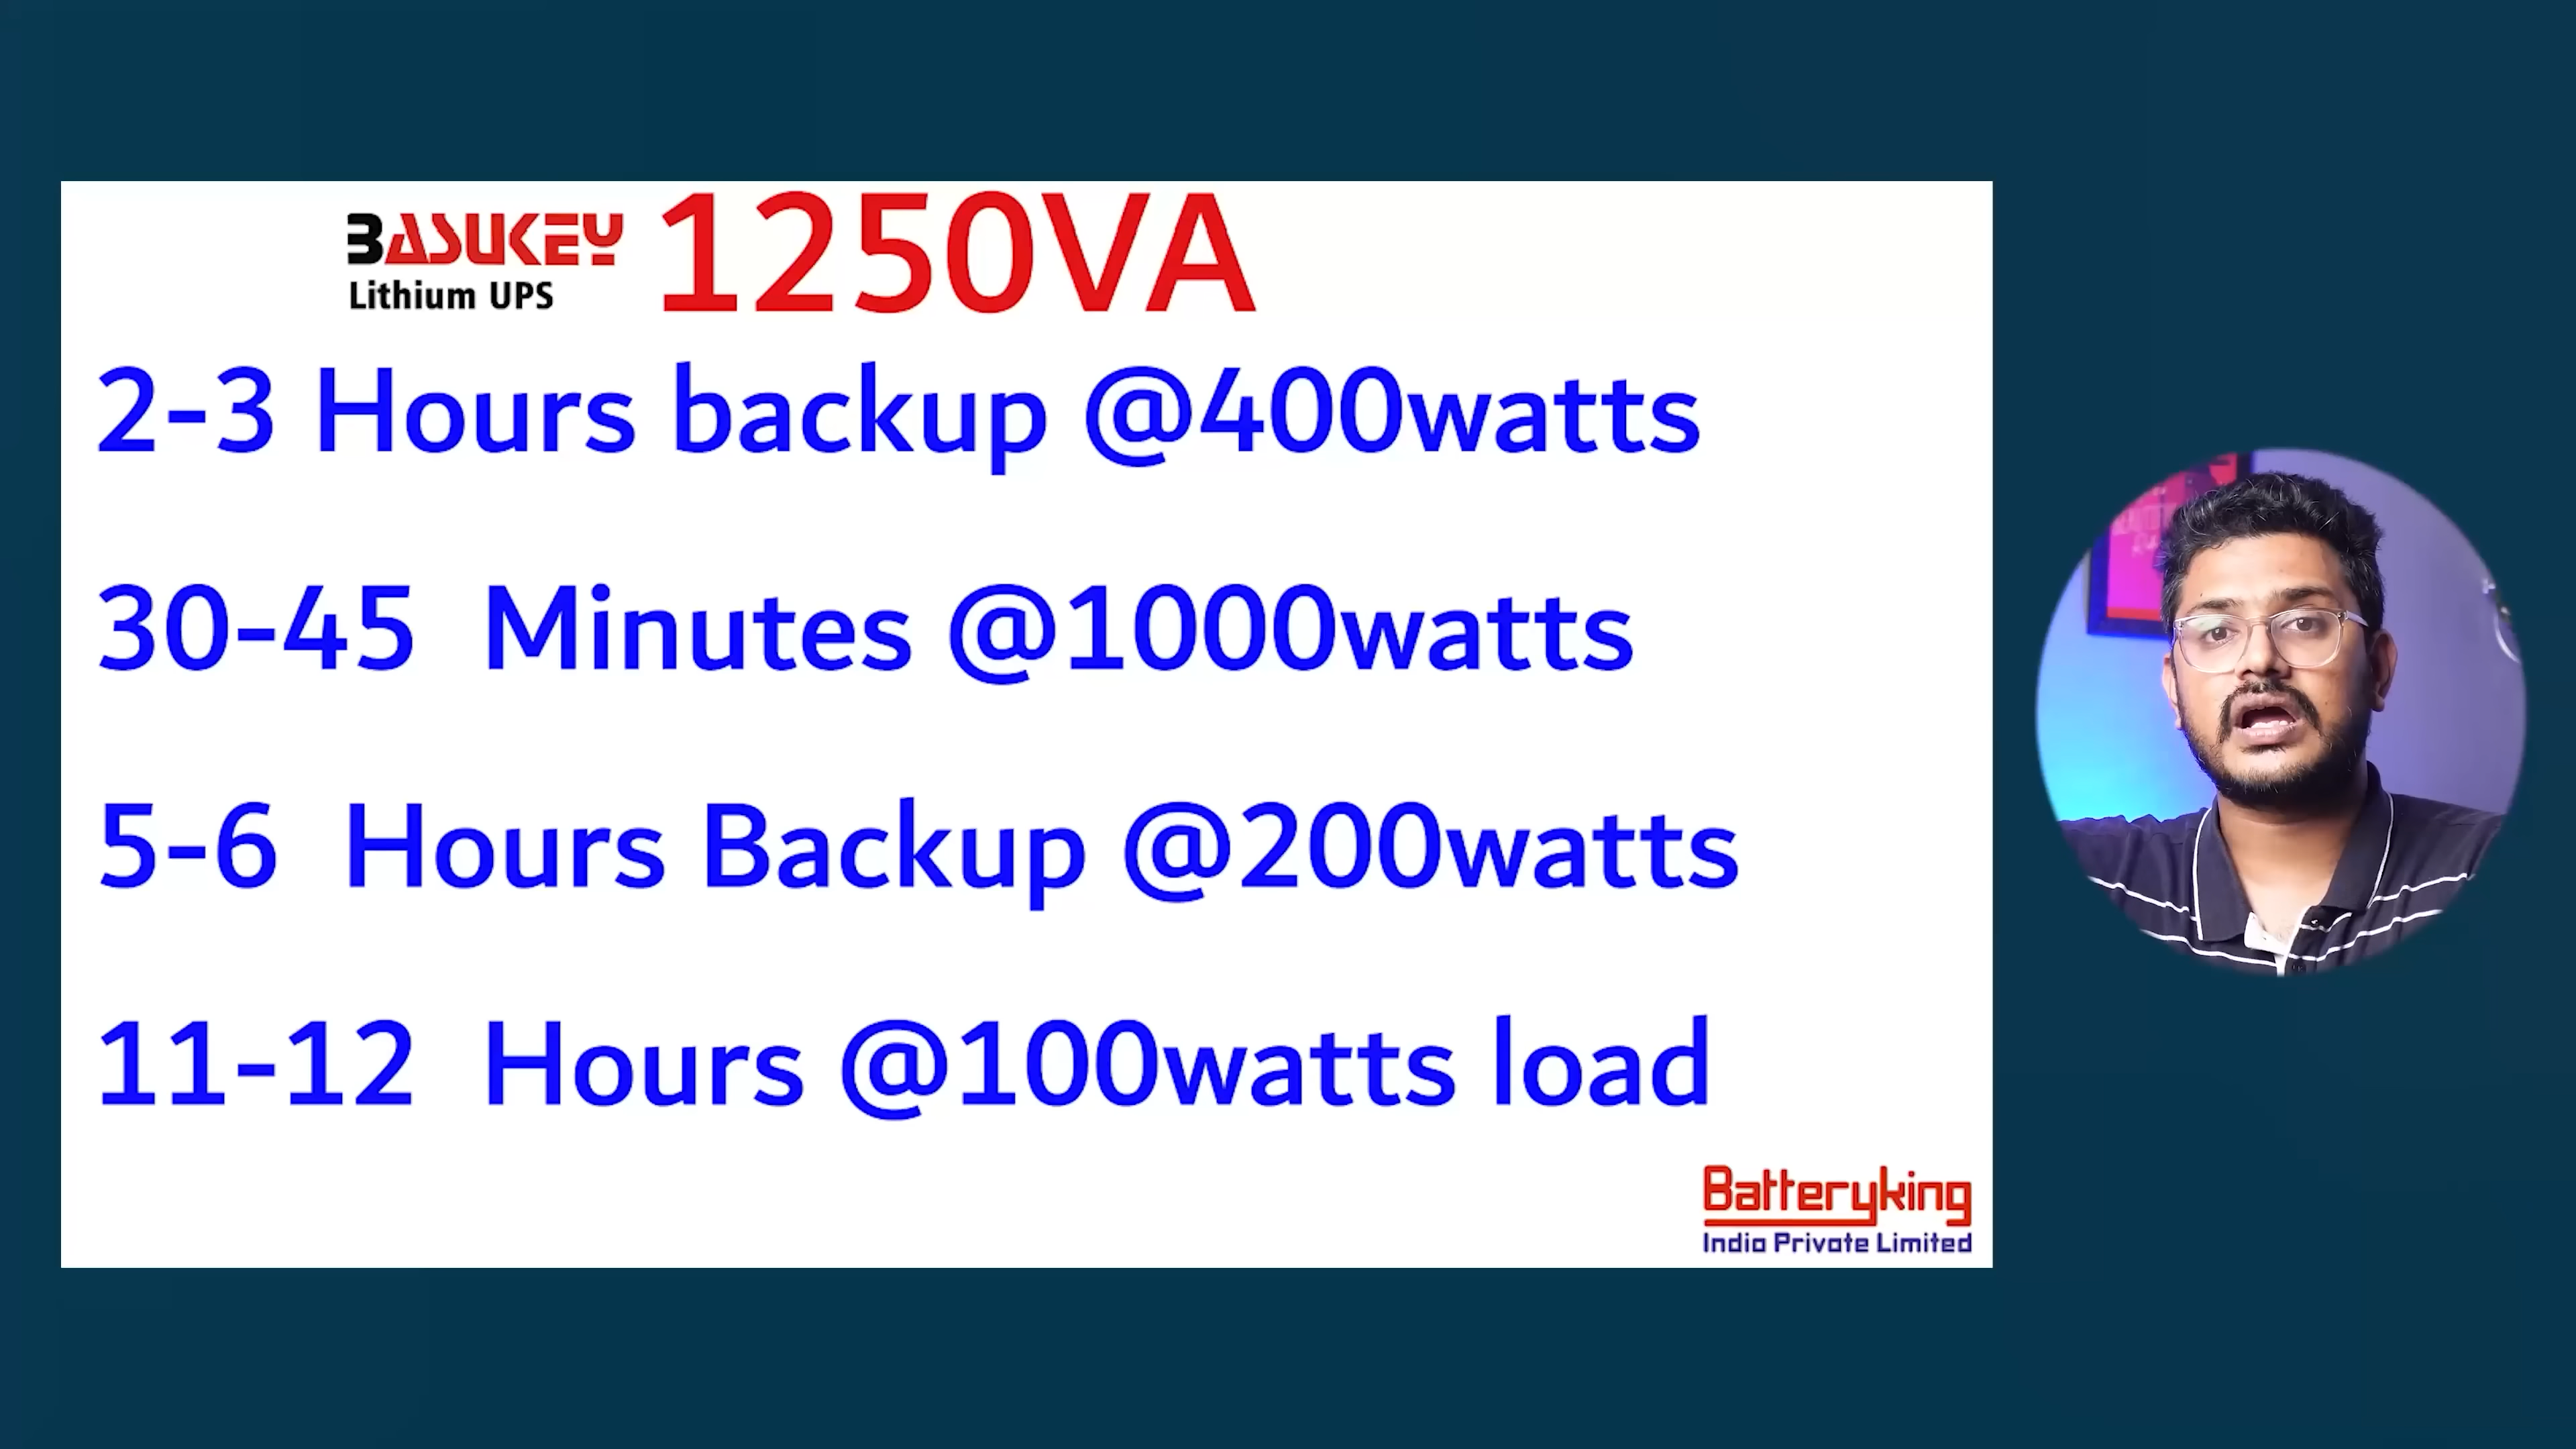 BASUKEY 1250VA
Lithium UPS
2-3 Hours backup @400watts
30-45 Minutes @1000watts
5-6 Hours Backup @200watts
11-12 Hours @100watts load
Batteryking
India Private Limited